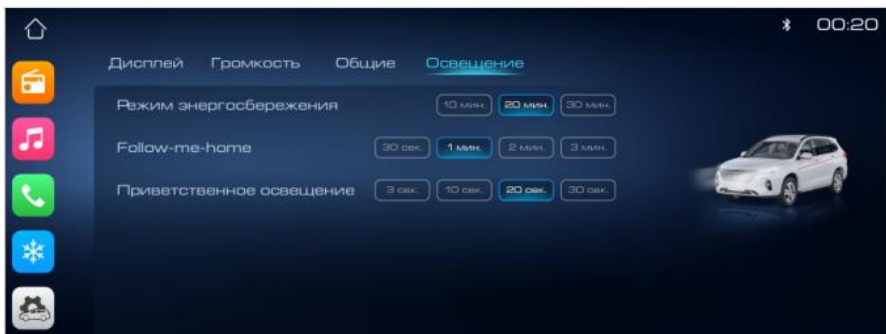 00:20
Дисплей Громкость Общие Освещение
Режим энергосбережения 10 мин. 20 мин. 30 мин.
Follow-me-home 30 сек. 1 мин. 2 мин. 3 мин.
Приветственное освещение 3 сек. 10 сек. 20 сек. 30 сек.